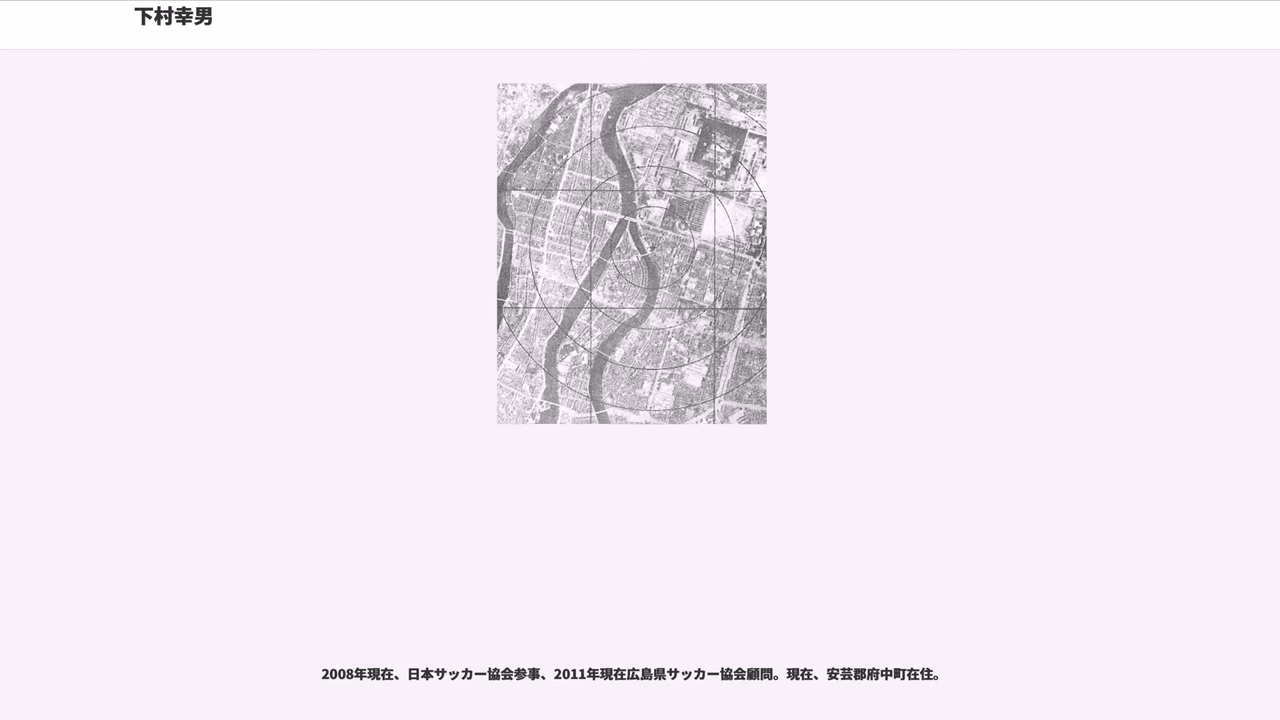 下村幸男
2008年現在、日本サッカー協会参事、2011年現在広島県サッカー協会顧問。現在、安芸郡府中町在住。